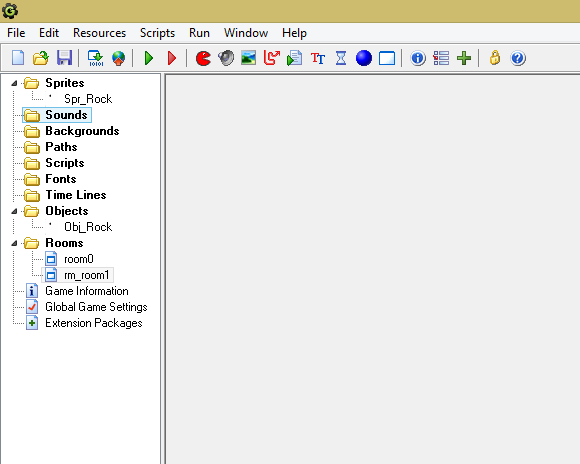 File Edit Resources Scripts Run Window Help
Sprites
Spr_Rock
Sounds
Backgrounds
Paths
Scripts
Fonts
Time Lines
Objects
Obj_Rock
Rooms
room0
rm_room1
Game Information
Global Game Settings
Extension Packages